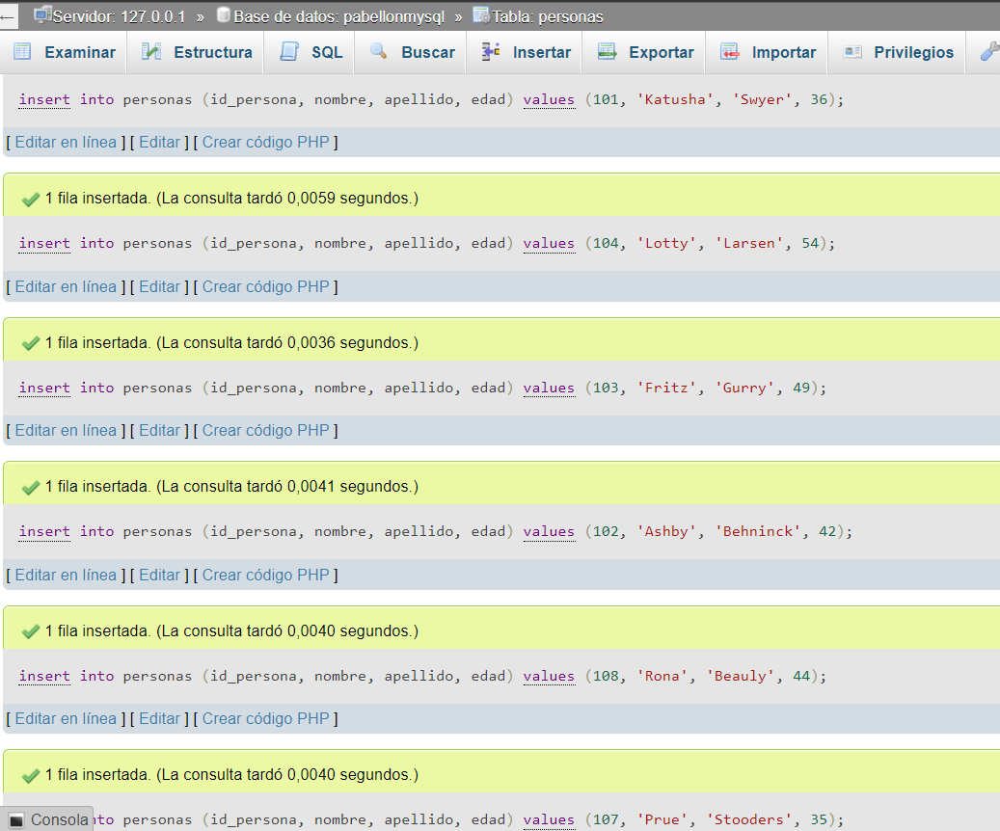 Servidor: 127.0.0.1 » Base de datos: pabellonmysql » Tabla: personas
Examinar Estructura SQL Buscar Insertar Exportar Importar Privilegios
insert into personas (id_persona, nombre, apellido, edad) values (101, 'Katusha', 'Swyer', 36);
[ Editar en línea ] [ Editar ] [ Crear código PHP ]
1 fila insertada. (La consulta tardó 0,0059 segundos.)
insert into personas (id_persona, nombre, apellido, edad) values (104, 'Lotty', 'Larsen', 54);
[ Editar en línea ] [ Editar ] [ Crear código PHP ]
1 fila insertada. (La consulta tardó 0,0036 segundos.)
insert into personas (id_persona, nombre, apellido, edad) values (103, 'Fritz', 'Gurry', 49);
[ Editar en línea ] [ Editar ] [ Crear código PHP ]
1 fila insertada. (La consulta tardó 0,0041 segundos.)
insert into personas (id_persona, nombre, apellido, edad) values (102, 'Ashby', 'Behninck', 42);
[ Editar en línea ] [ Editar ] [ Crear código PHP ]
1 fila insertada. (La consulta tardó 0,0040 segundos.)
insert into personas (id_persona, nombre, apellido, edad) values (108, 'Rona', 'Beauly', 44);
[ Editar en línea ] [ Editar ] [ Crear código PHP ]
1 fila insertada. (La consulta tardó 0,0040 segundos.)
Consola nto personas (id_persona, nombre, apellido, edad) values (107, 'Prue', 'Stooders', 35);